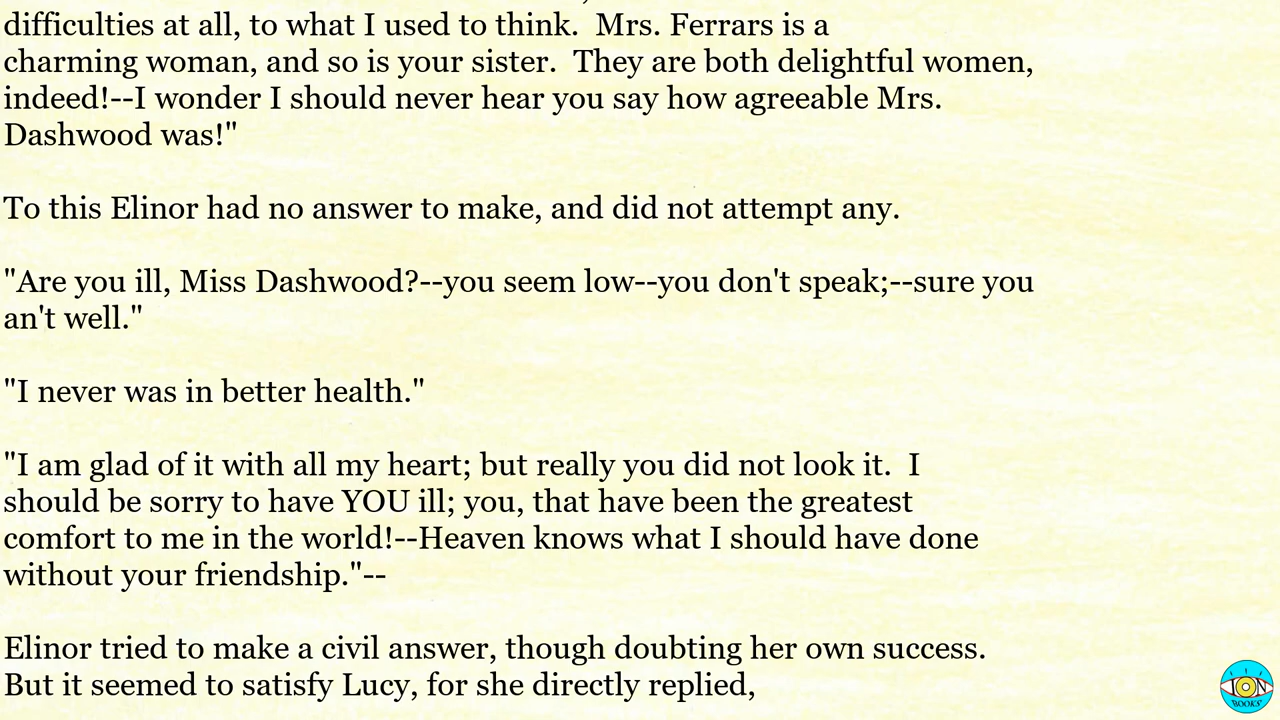 difficulties at all, to what I used to think.  Mrs. Ferrars is a
charming woman, and so is your sister.  They are both delightful women,
indeed!--I wonder I should never hear you say how agreeable Mrs.
Dashwood was!"
To this Elinor had no answer to make, and did not attempt any.
"Are you ill, Miss Dashwood?--you seem low--you don't speak;--sure you
an't well."
"I never was in better health."
"I am glad of it with all my heart; but really you did not look it.  I
should be sorry to have YOU ill; you, that have been the greatest
comfort to me in the world!--Heaven knows what I should have done
without your friendship."--
Elinor tried to make a civil answer, though doubting her own success.
But it seemed to satisfy Lucy, for she directly replied,
ION
BOOKS